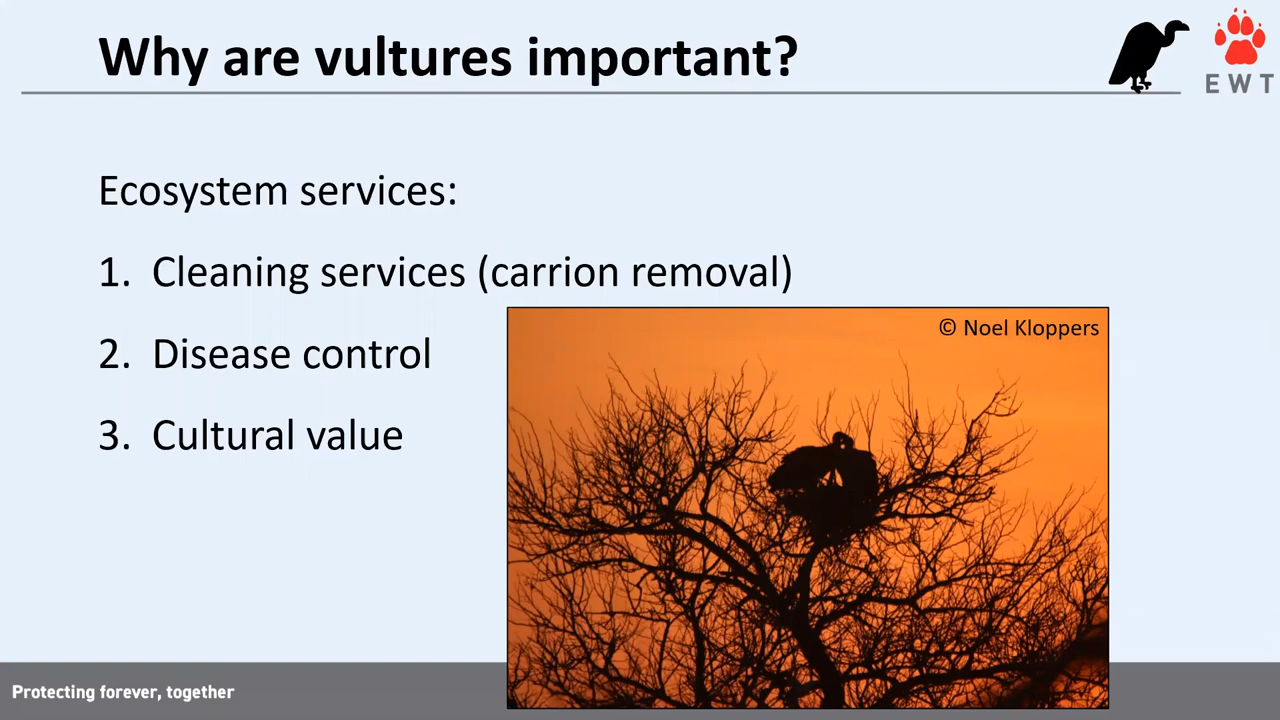 Why are vultures important?
EWT
Ecosystem services:
1. Cleaning services (carrion removal)
2. Disease control
3. Cultural value
© Noel Kloppers
Protecting forever, together